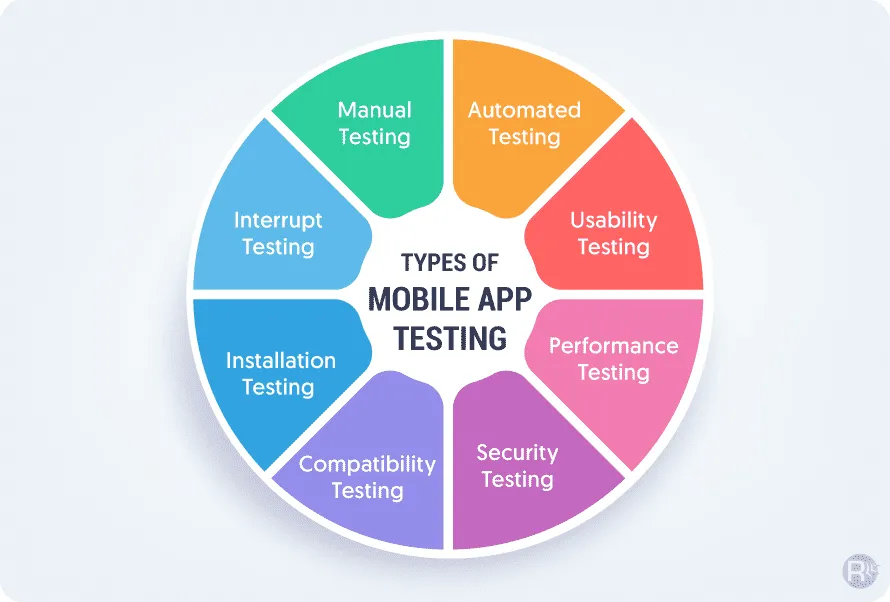 Manual
Testing
Automated
Testing
Usability
Testing
Performance
Testing
Security
Testing
Compatibility
Testing
Installation
Testing
Interrupt
Testing
TYPES OF
MOBILE APP
TESTING